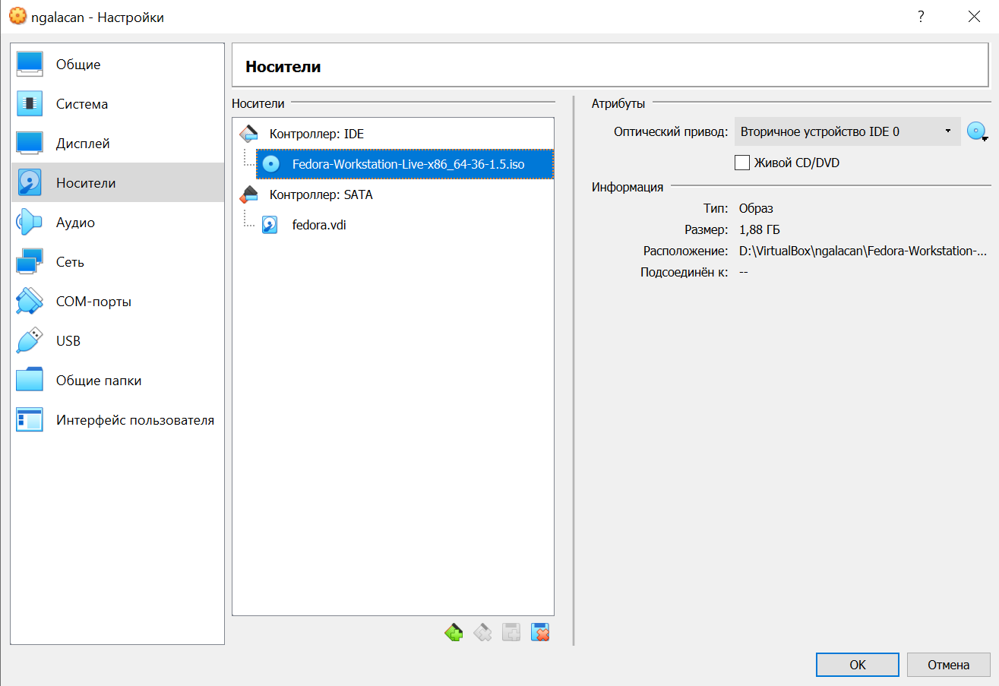 ngalacan - Настройки
?
Общие
Система
Дисплей
Носители
Аудио
Сеть
COM-порты
USB
Общие папки
Интерфейс пользователя
Носители
Носители
Контроллер: IDE
Fedora-Workstation-Live-x86_64-36-1.5.iso
Контроллер: SATA
fedora.vdi
Атрибуты
Оптический привод: Вторичное устройство IDE 0
Живой CD/DVD
Информация
Тип: Образ
Размер: 1,88 ГБ
Расположение: D:\VirtualBox\ngalacan\Fedora-Workstation-...
Подсоединён к: --
OK Отмена